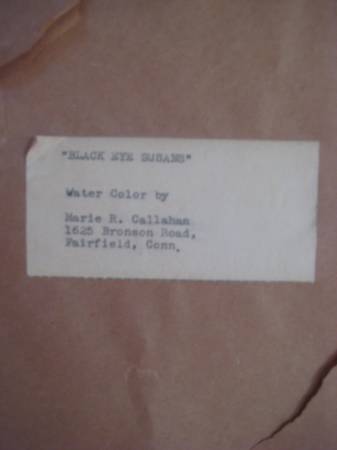 "BLACK EYE SUSANS"
Water Color by
Marie R. Callahan
1625 Bronson Road,
Fairfield, Conn.